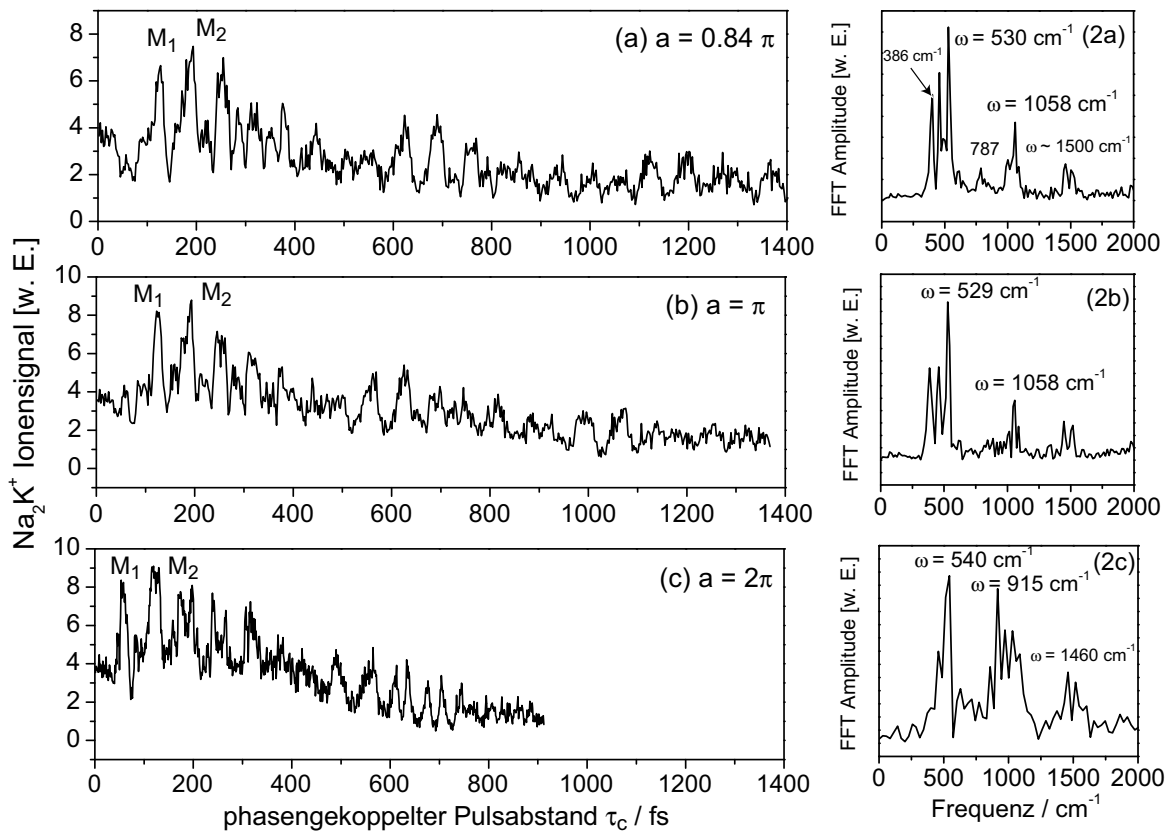 Na₂K⁺ Ionensignal [w. E.]
8
6
4
2
0
M₁
M₂
(a) a = 0.84 π
0 200 400 600 800 1000 1200 1400
10
8
6
4
2
0
M₁
M₂
(b) a = π
0 200 400 600 800 1000 1200 1400
10
8
6
4
2
0
M₁
M₂
(c) a = 2π
0 200 400 600 800 1000 1200 1400
phasengekoppelter Pulsabstand τc / fs
FFT Amplitude [w. E.]
(2a)
ω = 530 cm⁻¹
386 cm⁻¹
ω = 1058 cm⁻¹
787
ω ~ 1500 cm⁻¹
0 500 1000 1500 2000
FFT Amplitude [w. E.]
(2b)
ω = 529 cm⁻¹
ω = 1058 cm⁻¹
0 500 1000 1500 2000
FFT Amplitude [w. E.]
(2c)
ω = 540 cm⁻¹
ω = 915 cm⁻¹
ω = 1460 cm⁻¹
0 500 1000 1500 2000
Frequenz / cm⁻¹